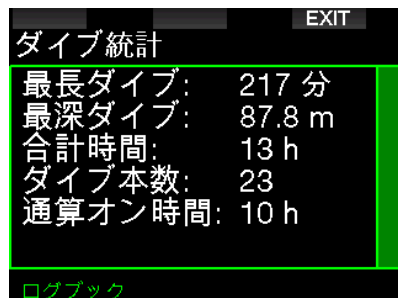 EXIT
ダイブ統計
最長ダイブ: 217 分
最深ダイブ: 87.8 m
合計時間: 13 h
ダイブ本数: 23
通算オン時間: 10 h
ログブック